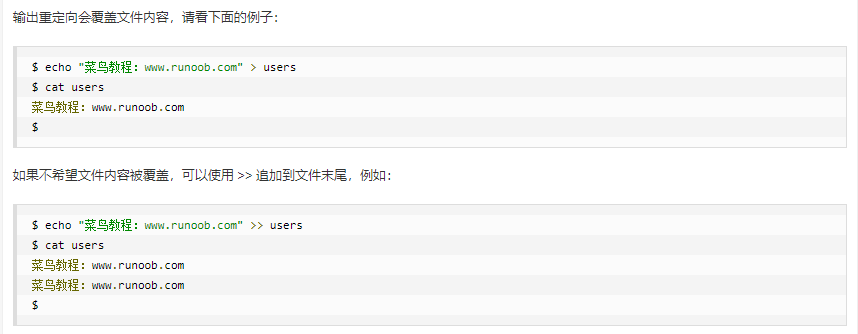 输出重定向会覆盖文件内容，请看下面的例子：
$ echo "菜鸟教程：www.runoob.com" > users
$ cat users
菜鸟教程：www.runoob.com
$
如果不希望文件内容被覆盖，可以使用 >> 追加到文件末尾，例如：
$ echo "菜鸟教程：www.runoob.com" >> users
$ cat users
菜鸟教程：www.runoob.com
菜鸟教程：www.runoob.com
$